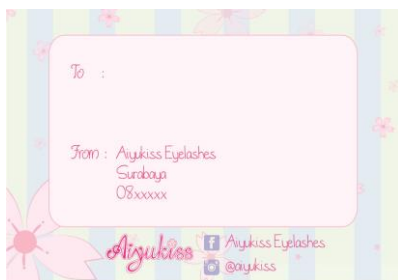 To :
From : Aiyukiss Eyelashes
Surabaya
08xxxxx
Aiyukiss
Aiyukiss Eyelashes
@aiyukiss